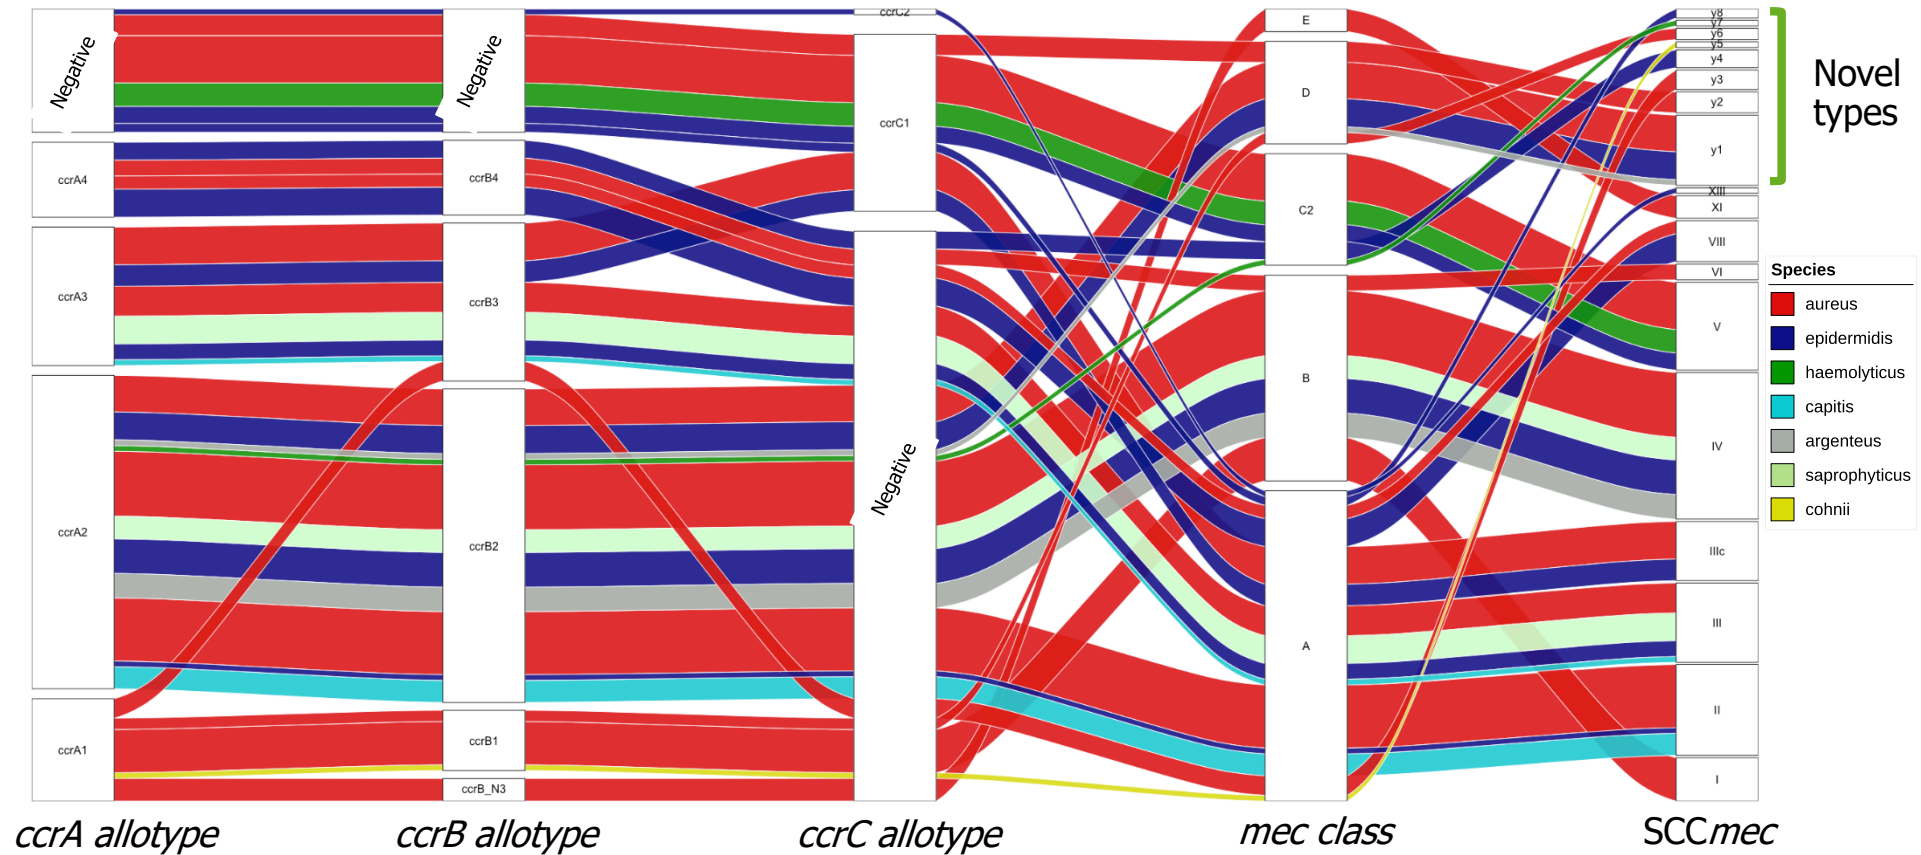 Negative
ccrA4
ccrA3
ccrA2
ccrA1
Negative
ccrB4
ccrB3
ccrB2
ccrB1
ccrB_N3
ccrC2
ccrC1
Negative
E
D
C2
B
A
y8
y7
y6
y5
y4
y3
y2
y1
XIII
XI
VIII
VI
V
IV
IIIc
III
II
I
Novel
types
Species
aureus
epidermidis
haemolyticus
capitis
argenteus
saprophyticus
cohnii
ccrA allotype
ccrB allotype
ccrC allotype
mec class
SCCmec